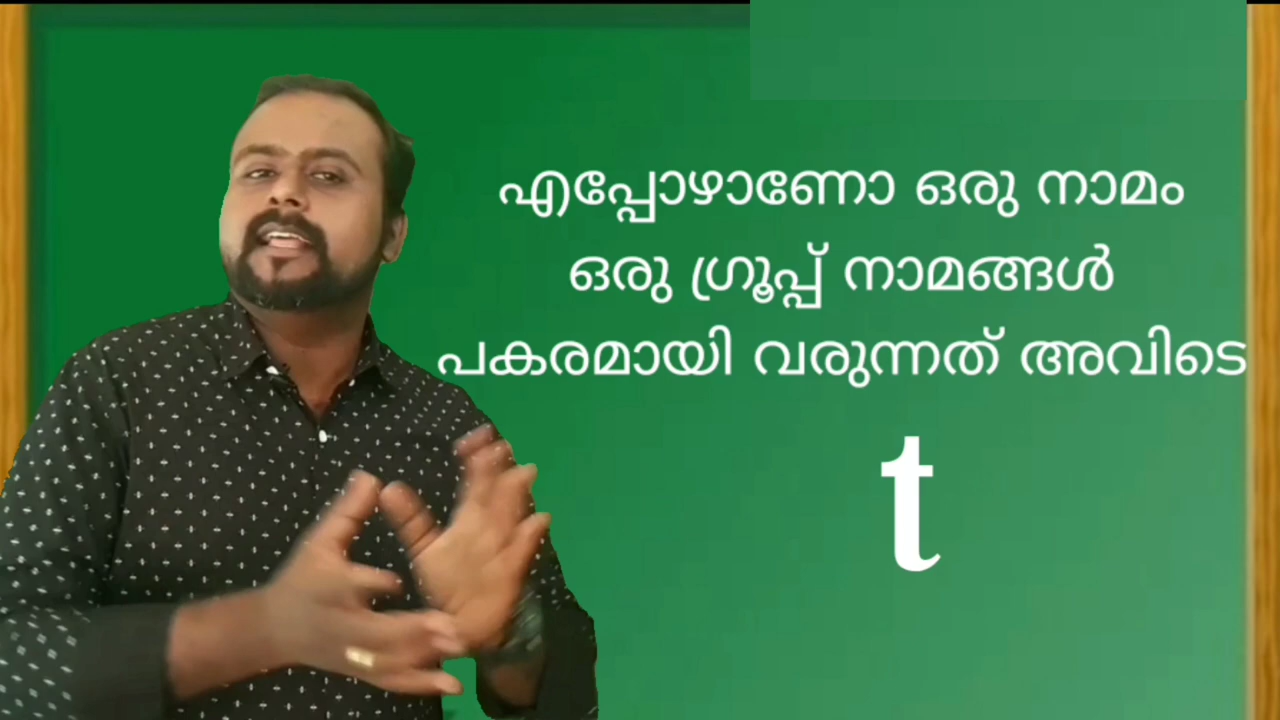 എപ്പോഴാണോ ഒരു നാമം
ഒരു ഗ്രൂപ്പ് നാമങ്ങൾ
പകരമായി വരുന്നത് അവിടെ
t